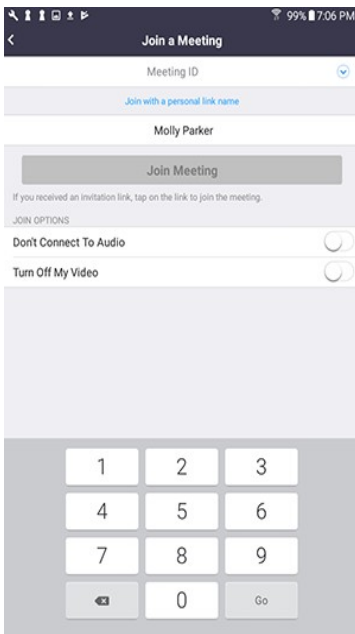 99% 7:06 PM
Join a Meeting
Meeting ID
Join with a personal link name
Molly Parker
Join Meeting
If you received an invitation link, tap on the link to join the meeting.
JOIN OPTIONS
Don't Connect To Audio
Turn Off My Video
1 2 3
4 5 6
7 8 9
0 Go